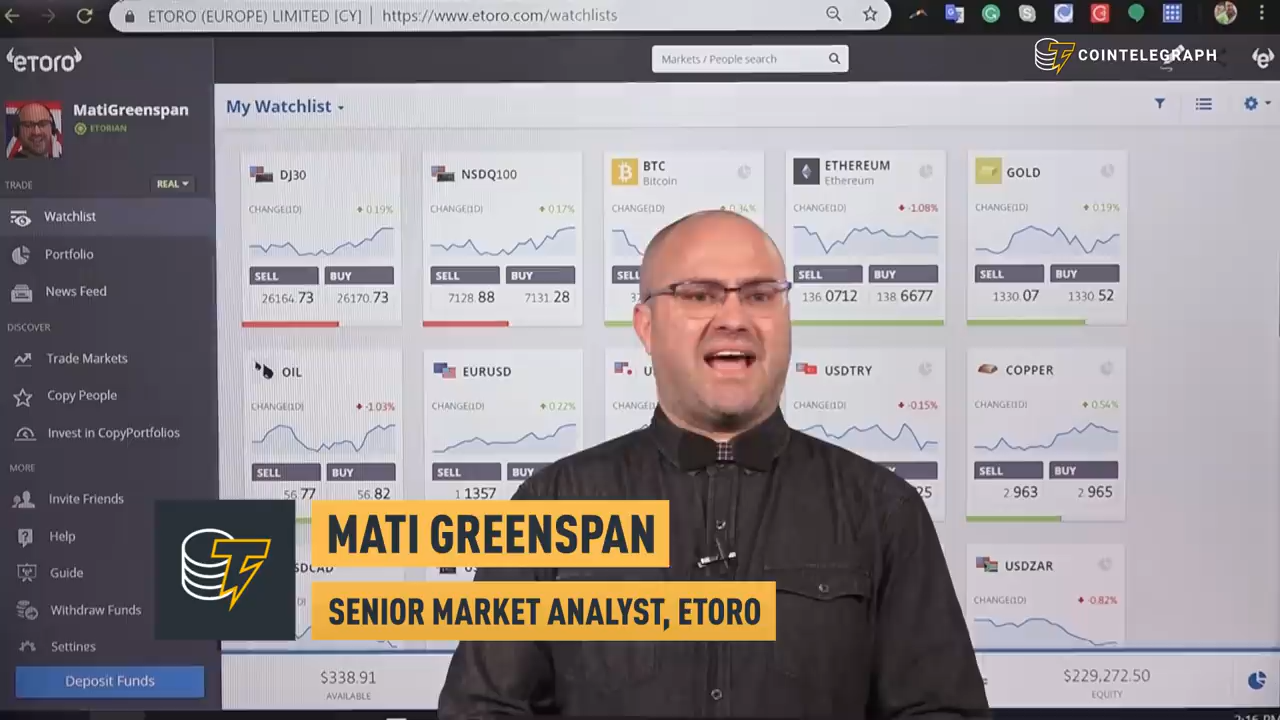 ETORO (EUROPE) LIMITED [CY] | https://www.etoro.com/watchlists
eTORO
Markets / People search
COINTELEGRAPH
MatiGreenspan
ETORIAN
TRADE
REAL
Watchlist
Portfolio
News Feed
DISCOVER
Trade Markets
Copy People
Invest in CopyPortfolios
MORE
Invite Friends
Help
Guide
Withdraw Funds
Settings
Deposit Funds
My Watchlist
DJ30
CHANGE(1D) 0.19%
SELL BUY
26164.73 26170.73
NSDQ100
CHANGE(1D) 0.17%
SELL BUY
7128.88 7131.28
BTC
Bitcoin
CHANGE(1D) 0.34%
SELL
ETHEREUM
Ethereum
CHANGE(1D) -1.08%
SELL BUY
136.0712 138.6677
GOLD
CHANGE(1D) 0.19%
SELL BUY
1330.07 1330.52
OIL
CHANGE(1D) -1.03%
SELL BUY
56.77 56.82
EURUSD
CHANGE(1D) 0.22%
SELL BUY
1.1357
USDTRY
CHANGE(1D) -0.15%
25
COPPER
CHANGE(1D) 0.54%
SELL BUY
2.963 2.965
USDZAR
CHANGE(1D) -0.82%
MATI GREENSPAN
SENIOR MARKET ANALYST, ETORO
$338.91
AVAILABLE
$229,272.50
EQUITY